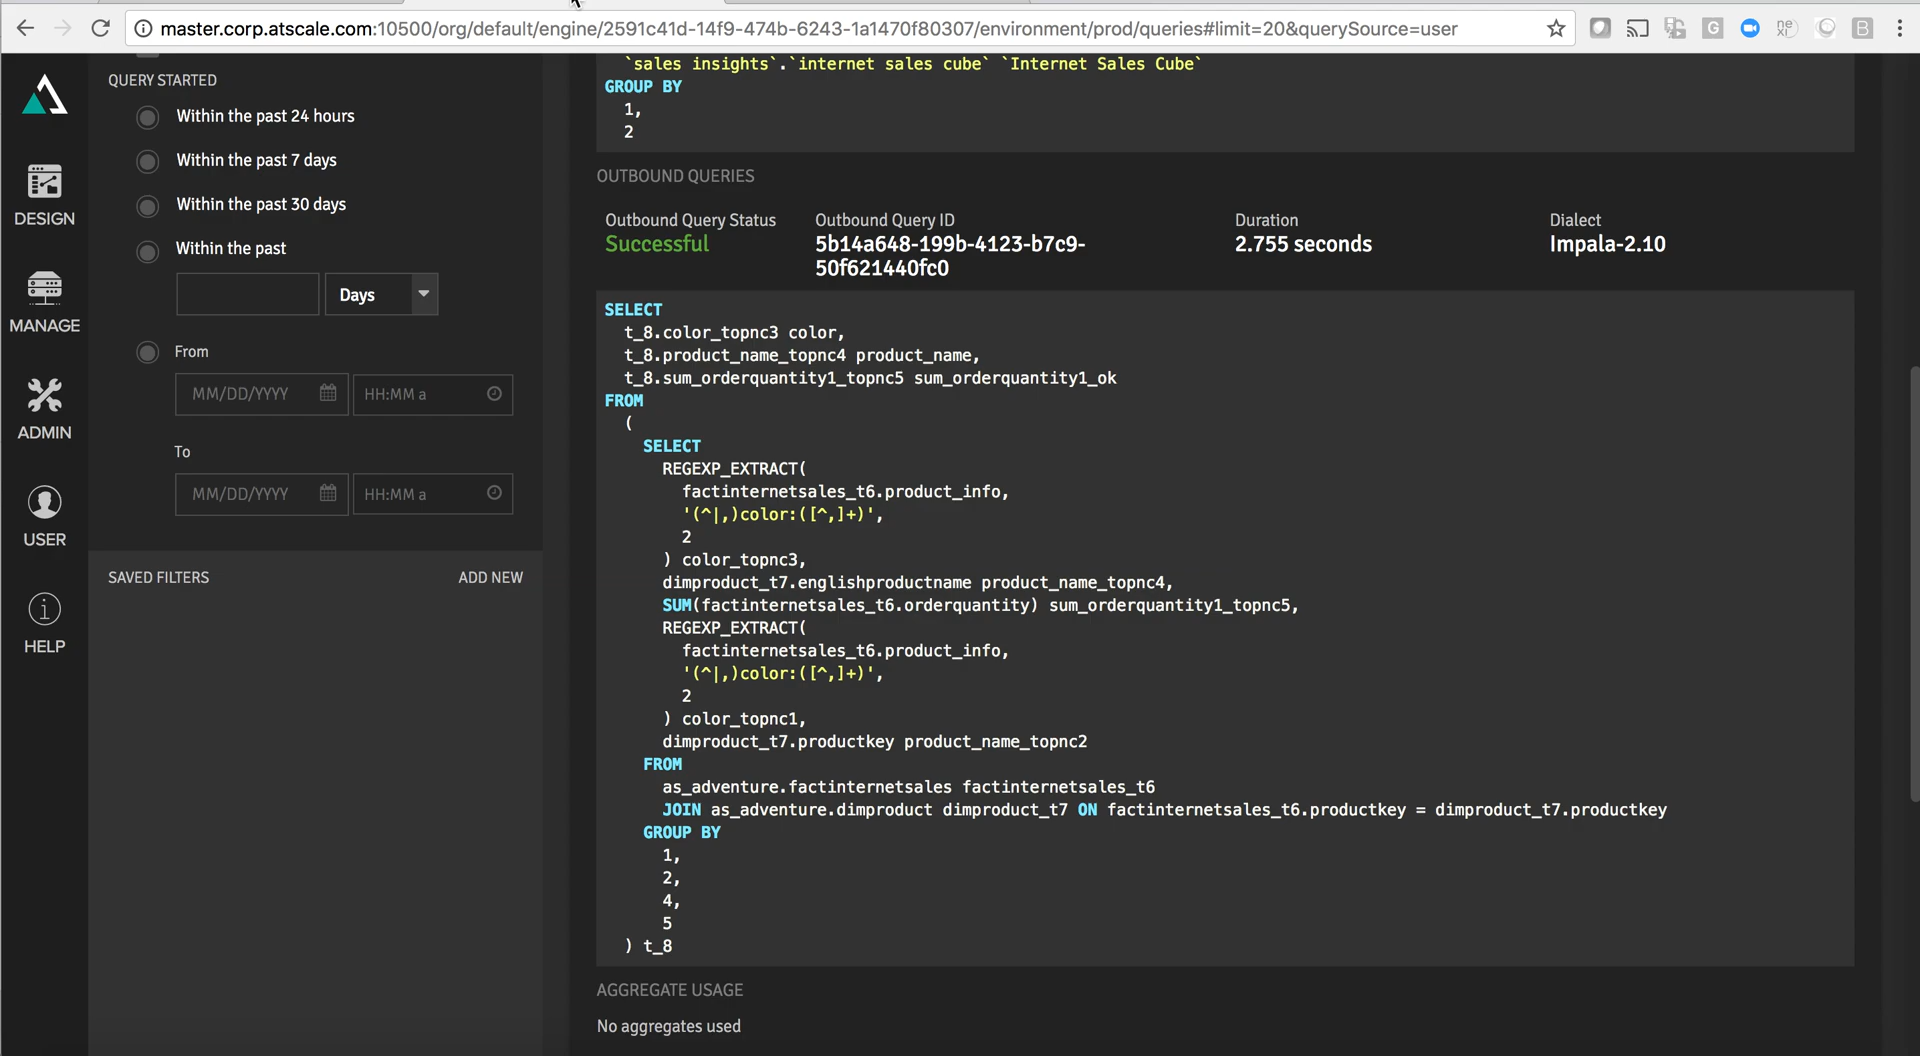 master.corp.atscale.com:10500/org/default/engine/2591c41d-14f9-474b-6243-1a1470f80307/environment/prod/queries#limit=20&querySource=user
G
ne
xj
B
DESIGN
MANAGE
ADMIN
USER
HELP
QUERY STARTED
Within the past 24 hours
Within the past 7 days
Within the past 30 days
Within the past
Days
From
MM/DD/YYYY
HH:MM a
To
MM/DD/YYYY
HH:MM a
SAVED FILTERS
ADD NEW
`sales insights`.`internet sales cube` `Internet Sales Cube`
GROUP BY
1,
2
OUTBOUND QUERIES
Outbound Query Status
Successful
Outbound Query ID
5b14a648-199b-4123-b7c9-
50f621440fc0
Duration
2.755 seconds
Dialect
Impala-2.10
SELECT
t_8.color_topnc3 color,
t_8.product_name_topnc4 product_name,
t_8.sum_orderquantity1_topnc5 sum_orderquantity1_ok
FROM
(
SELECT
REGEXP_EXTRACT(
factinternetsales_t6.product_info,
'(^|,)color:([^,]+)',
2
) color_topnc3,
dimproduct_t7.englishproductname product_name_topnc4,
SUM(factinternetsales_t6.orderquantity) sum_orderquantity1_topnc5,
REGEXP_EXTRACT(
factinternetsales_t6.product_info,
'(^|,)color:([^,]+)',
2
) color_topnc1,
dimproduct_t7.productkey product_name_topnc2
FROM
as_adventure.factinternetsales factinternetsales_t6
JOIN as_adventure.dimproduct dimproduct_t7 ON factinternetsales_t6.productkey = dimproduct_t7.productkey
GROUP BY
1,
2,
4,
5
) t_8
AGGREGATE USAGE
No aggregates used